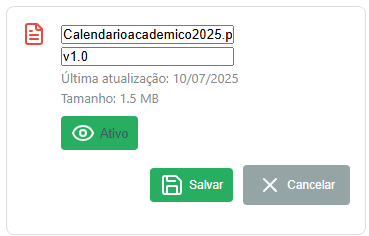 Calendarioacademico2025.p
v1.0
Última atualização: 10/07/2025
Tamanho: 1.5 MB
Ativo
Salvar
Cancelar